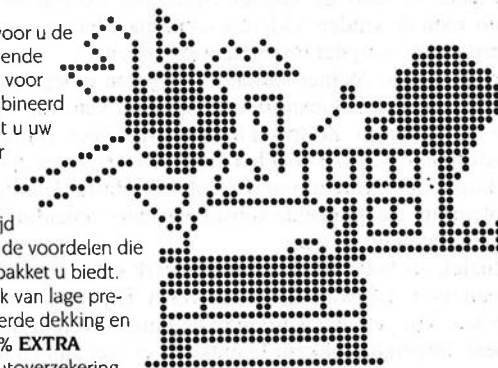 voor u de
ende
voor
bineerd
t u uw
r
jd
de voordelen die
pakket u biedt.
k van lage pre-
erde dekking en
% EXTRA
utoverzekering